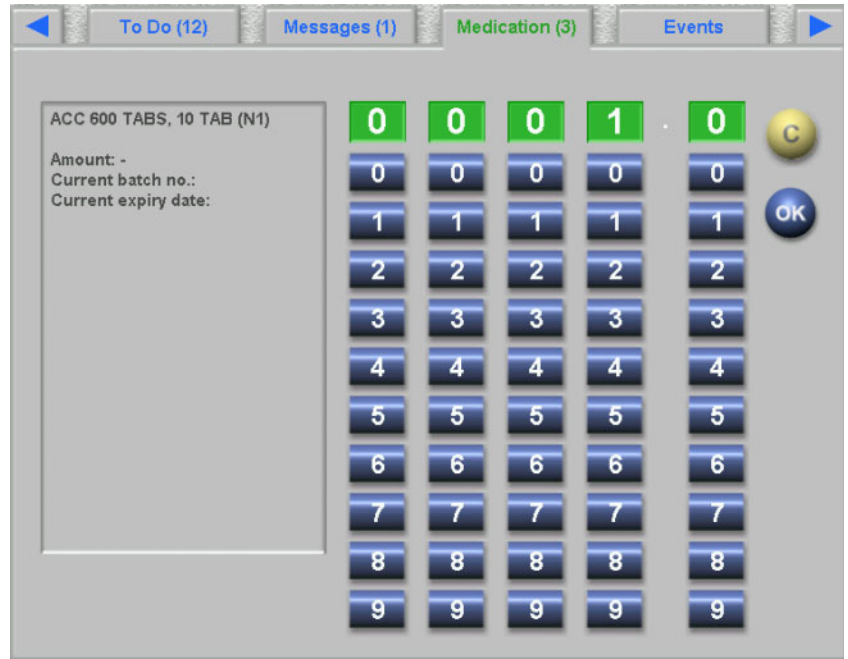 To Do (12) Messages (1) Medication (3) Events
ACC 600 TABS, 10 TAB (N1)
Amount: -
Current batch no.:
Current expiry date:
0 0 0 1 . 0 C
0 0 0 0 0
1 1 1 1 1 OK
2 2 2 2 2
3 3 3 3 3
4 4 4 4 4
5 5 5 5 5
6 6 6 6 6
7 7 7 7 7
8 8 8 8 8
9 9 9 9 9